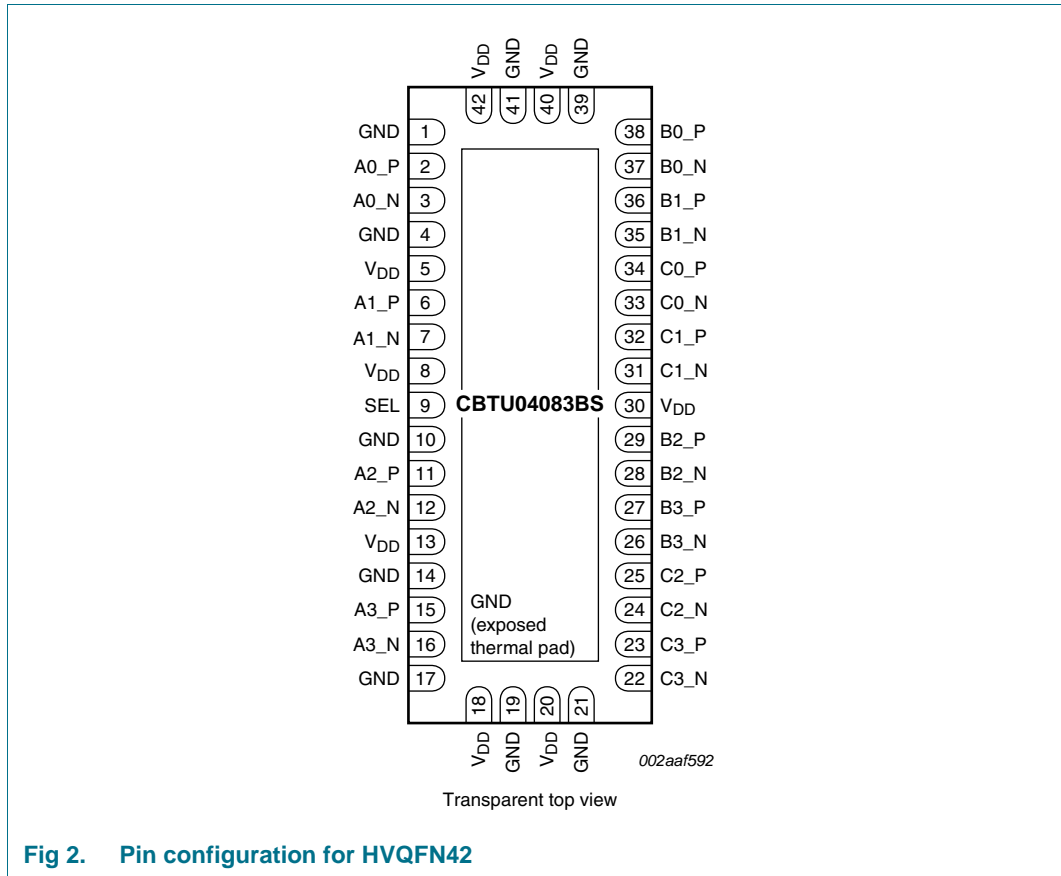 VDD GND VDD GND
42 41 40 39
GND 1 38 B0_P
A0_P 2 37 B0_N
A0_N 3 36 B1_P
GND 4 35 B1_N
VDD 5 34 C0_P
A1_P 6 33 C0_N
A1_N 7 32 C1_P
VDD 8 31 C1_N
SEL 9 CBTU04083BS 30 VDD
GND 10 29 B2_P
A2_P 11 28 B2_N
A2_N 12 27 B3_P
VDD 13 26 B3_N
GND 14 25 C2_P
A3_P 15 GND 24 C2_N
(exposed
A3_N 16 thermal pad) 23 C3_P
GND 17 22 C3_N
18 19 20 21
VDD GND VDD GND
002aaf592
Transparent top view
Fig 2. Pin configuration for HVQFN42